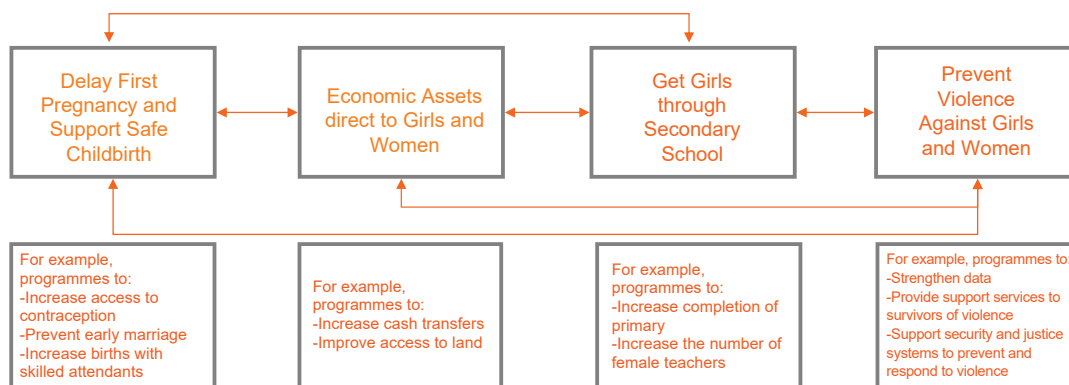 Delay First
Pregnancy and
Support Safe
Childbirth
Economic Assets
direct to Girls and
Women
Get Girls
through
Secondary
School
Prevent
Violence
Against Girls
and Women
For example,
programmes to:
-Increase access to
contraception
-Prevent early marriage
-Increase births with
skilled attendants
For example,
programmes to:
-Increase cash transfers
-Improve access to land
For example,
programmes to:
-Increase completion of
primary
-Increase the number of
female teachers
For example, programmes to:
-Strengthen data
-Provide support services to
survivors of violence
-Support security and justice
systems to prevent and
respond to violence